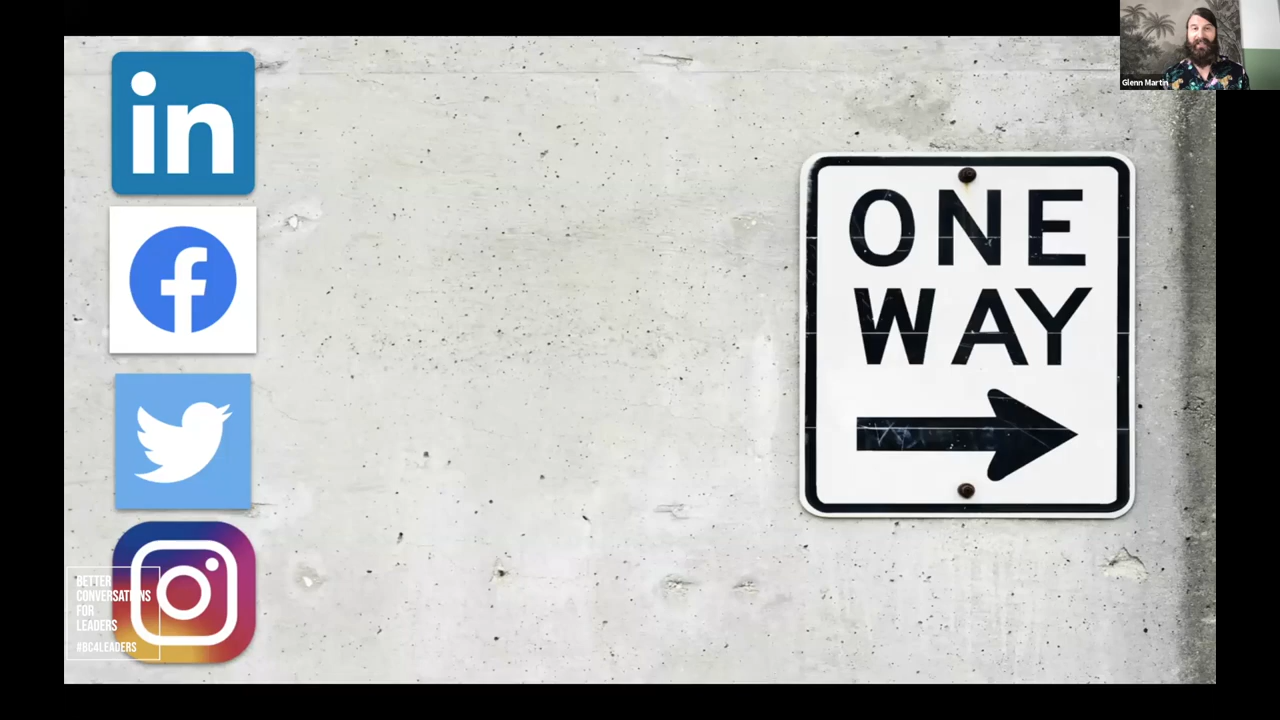 in
f
ONE
WAY
BETTER
CONVERSATIONS
FOR
LEADERS
#BC4LEADERS
Glenn Martin